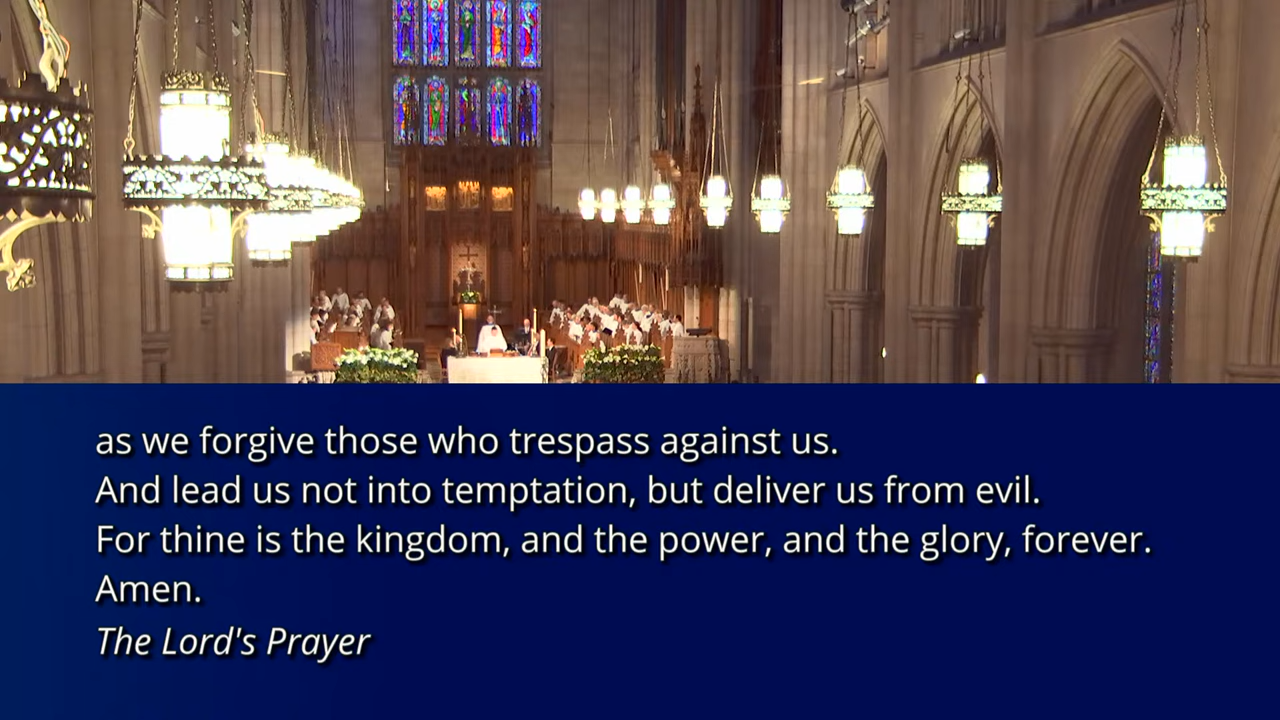 as we forgive those who trespass against us.
And lead us not into temptation, but deliver us from evil.
For thine is the kingdom, and the power, and the glory, forever.
Amen.
The Lord's Prayer